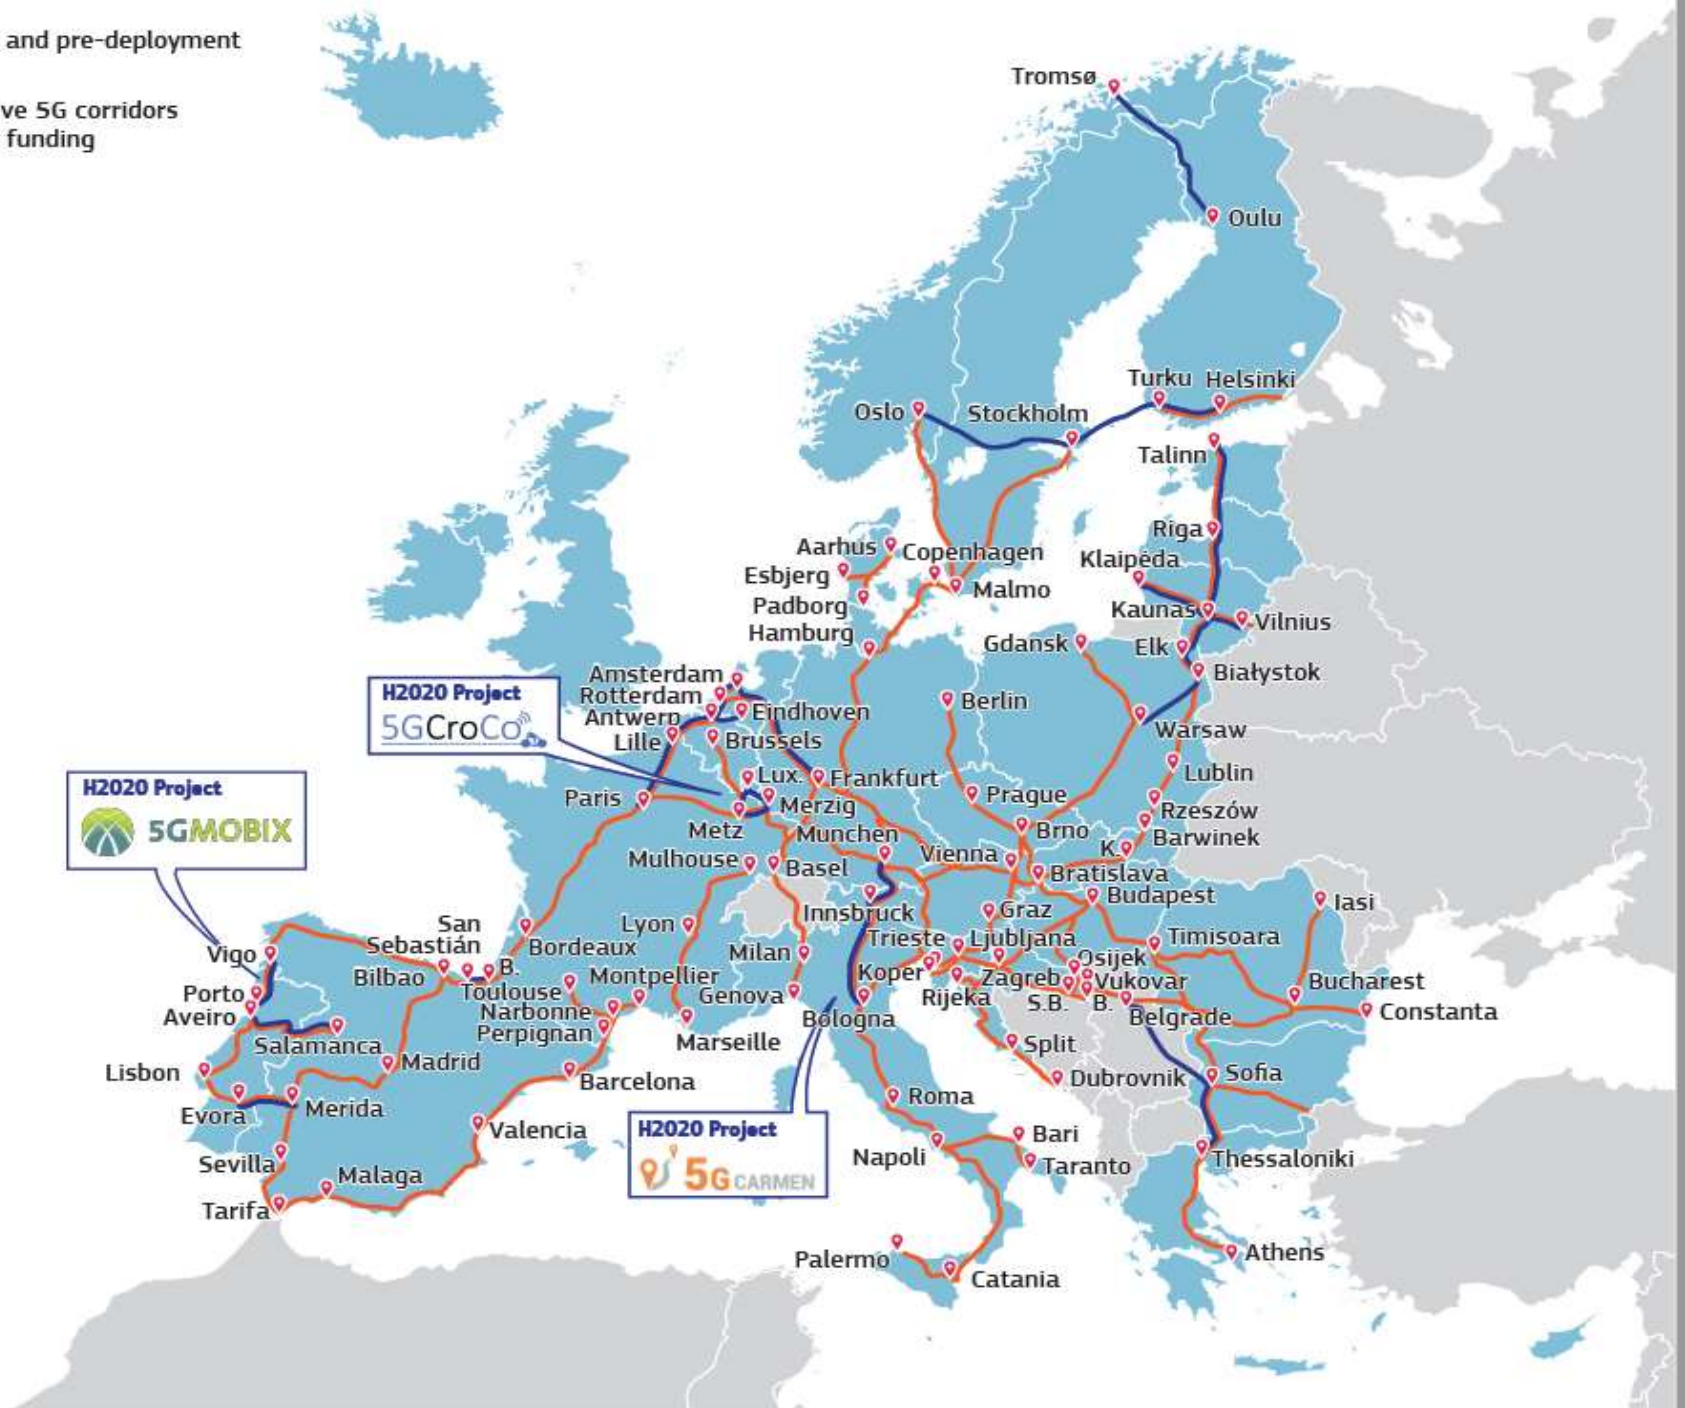 and pre-deployment
ve 5G corridors
funding
Tromsø
Oulu
Turku
Helsinki
Oslo
Stockholm
Talinn
Riga
Aarhus
Copenhagen
Klaipėda
Esbjerg
Malmo
Padborg
Kaunas
Vilnius
Hamburg
Gdansk
Elk
Białystok
Amsterdam
Rotterdam
Berlin
Antwerp
Eindhoven
Warsaw
Lille
Brussels
H2020 Project
5GCroCo
Lux.
Frankfurt
Lublin
Paris
Merzig
Prague
Rzeszów
Metz
Munchen
Brno
Barwinek
H2020 Project
5GMOBIX
Mulhouse
Basel
Vienna
K.
Bratislava
Budapest
Innsbruck
Graz
Iasi
San
Sebastián
Lyon
Trieste
Ljubljana
Timisoara
Vigo
Bordeaux
Milan
Osijek
Bilbao
B.
Montpellier
Koper
Zagreb
Vukovar
Bucharest
Porto
Toulouse
Genova
Rijeka
S.B.
B.
Aveiro
Narbonne
Bologna
Belgrade
Constanta
Perpignan
Salamanca
Marseille
Split
Madrid
Lisbon
Barcelona
Dubrovnik
Sofia
Evora
Merida
Roma
Valencia
H2020 Project
5G CARMEN
Bari
Napoli
Taranto
Thessaloniki
Sevilla
Malaga
Tarifa
Palermo
Athens
Catania